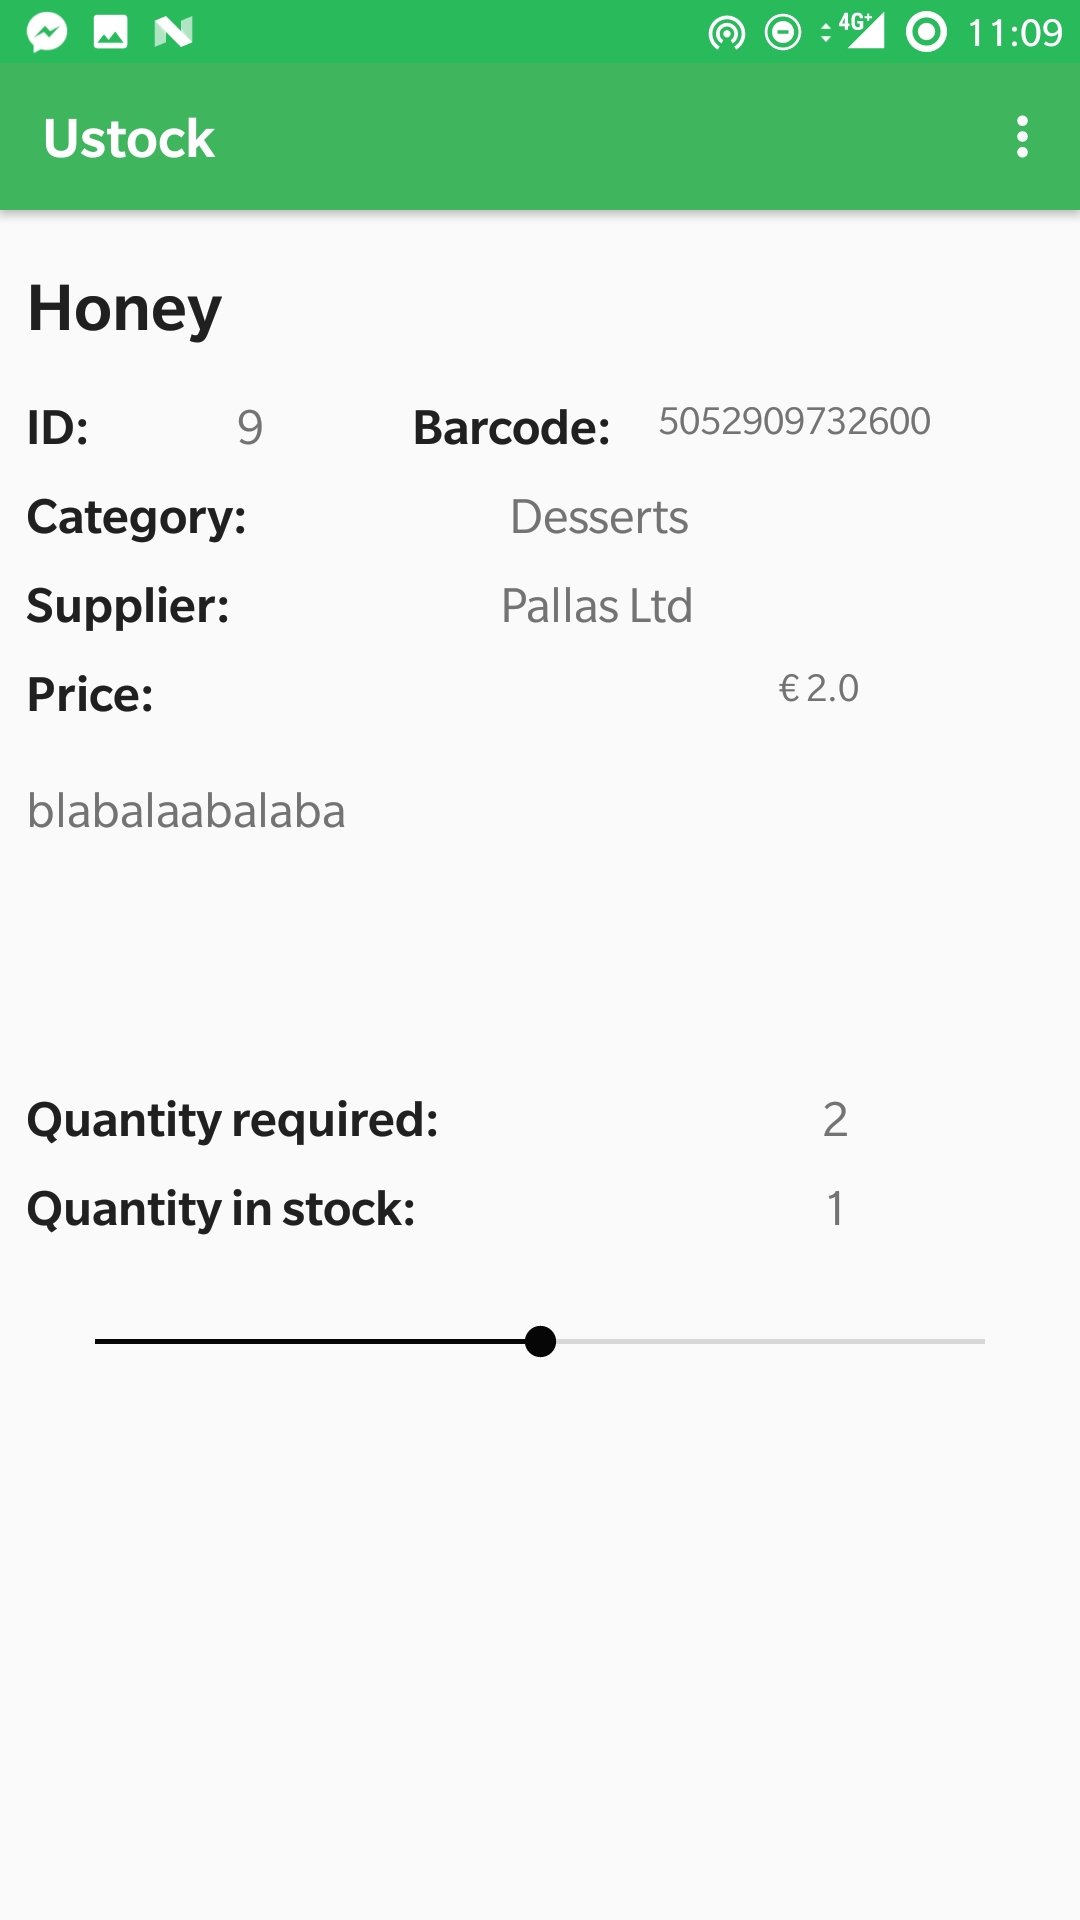 4G+ 11:09
Ustock
Honey
ID: 9 Barcode: 5052909732600
Category: Desserts
Supplier: Pallas Ltd
Price: € 2.0
blabalaabalaba
Quantity required: 2
Quantity in stock: 1